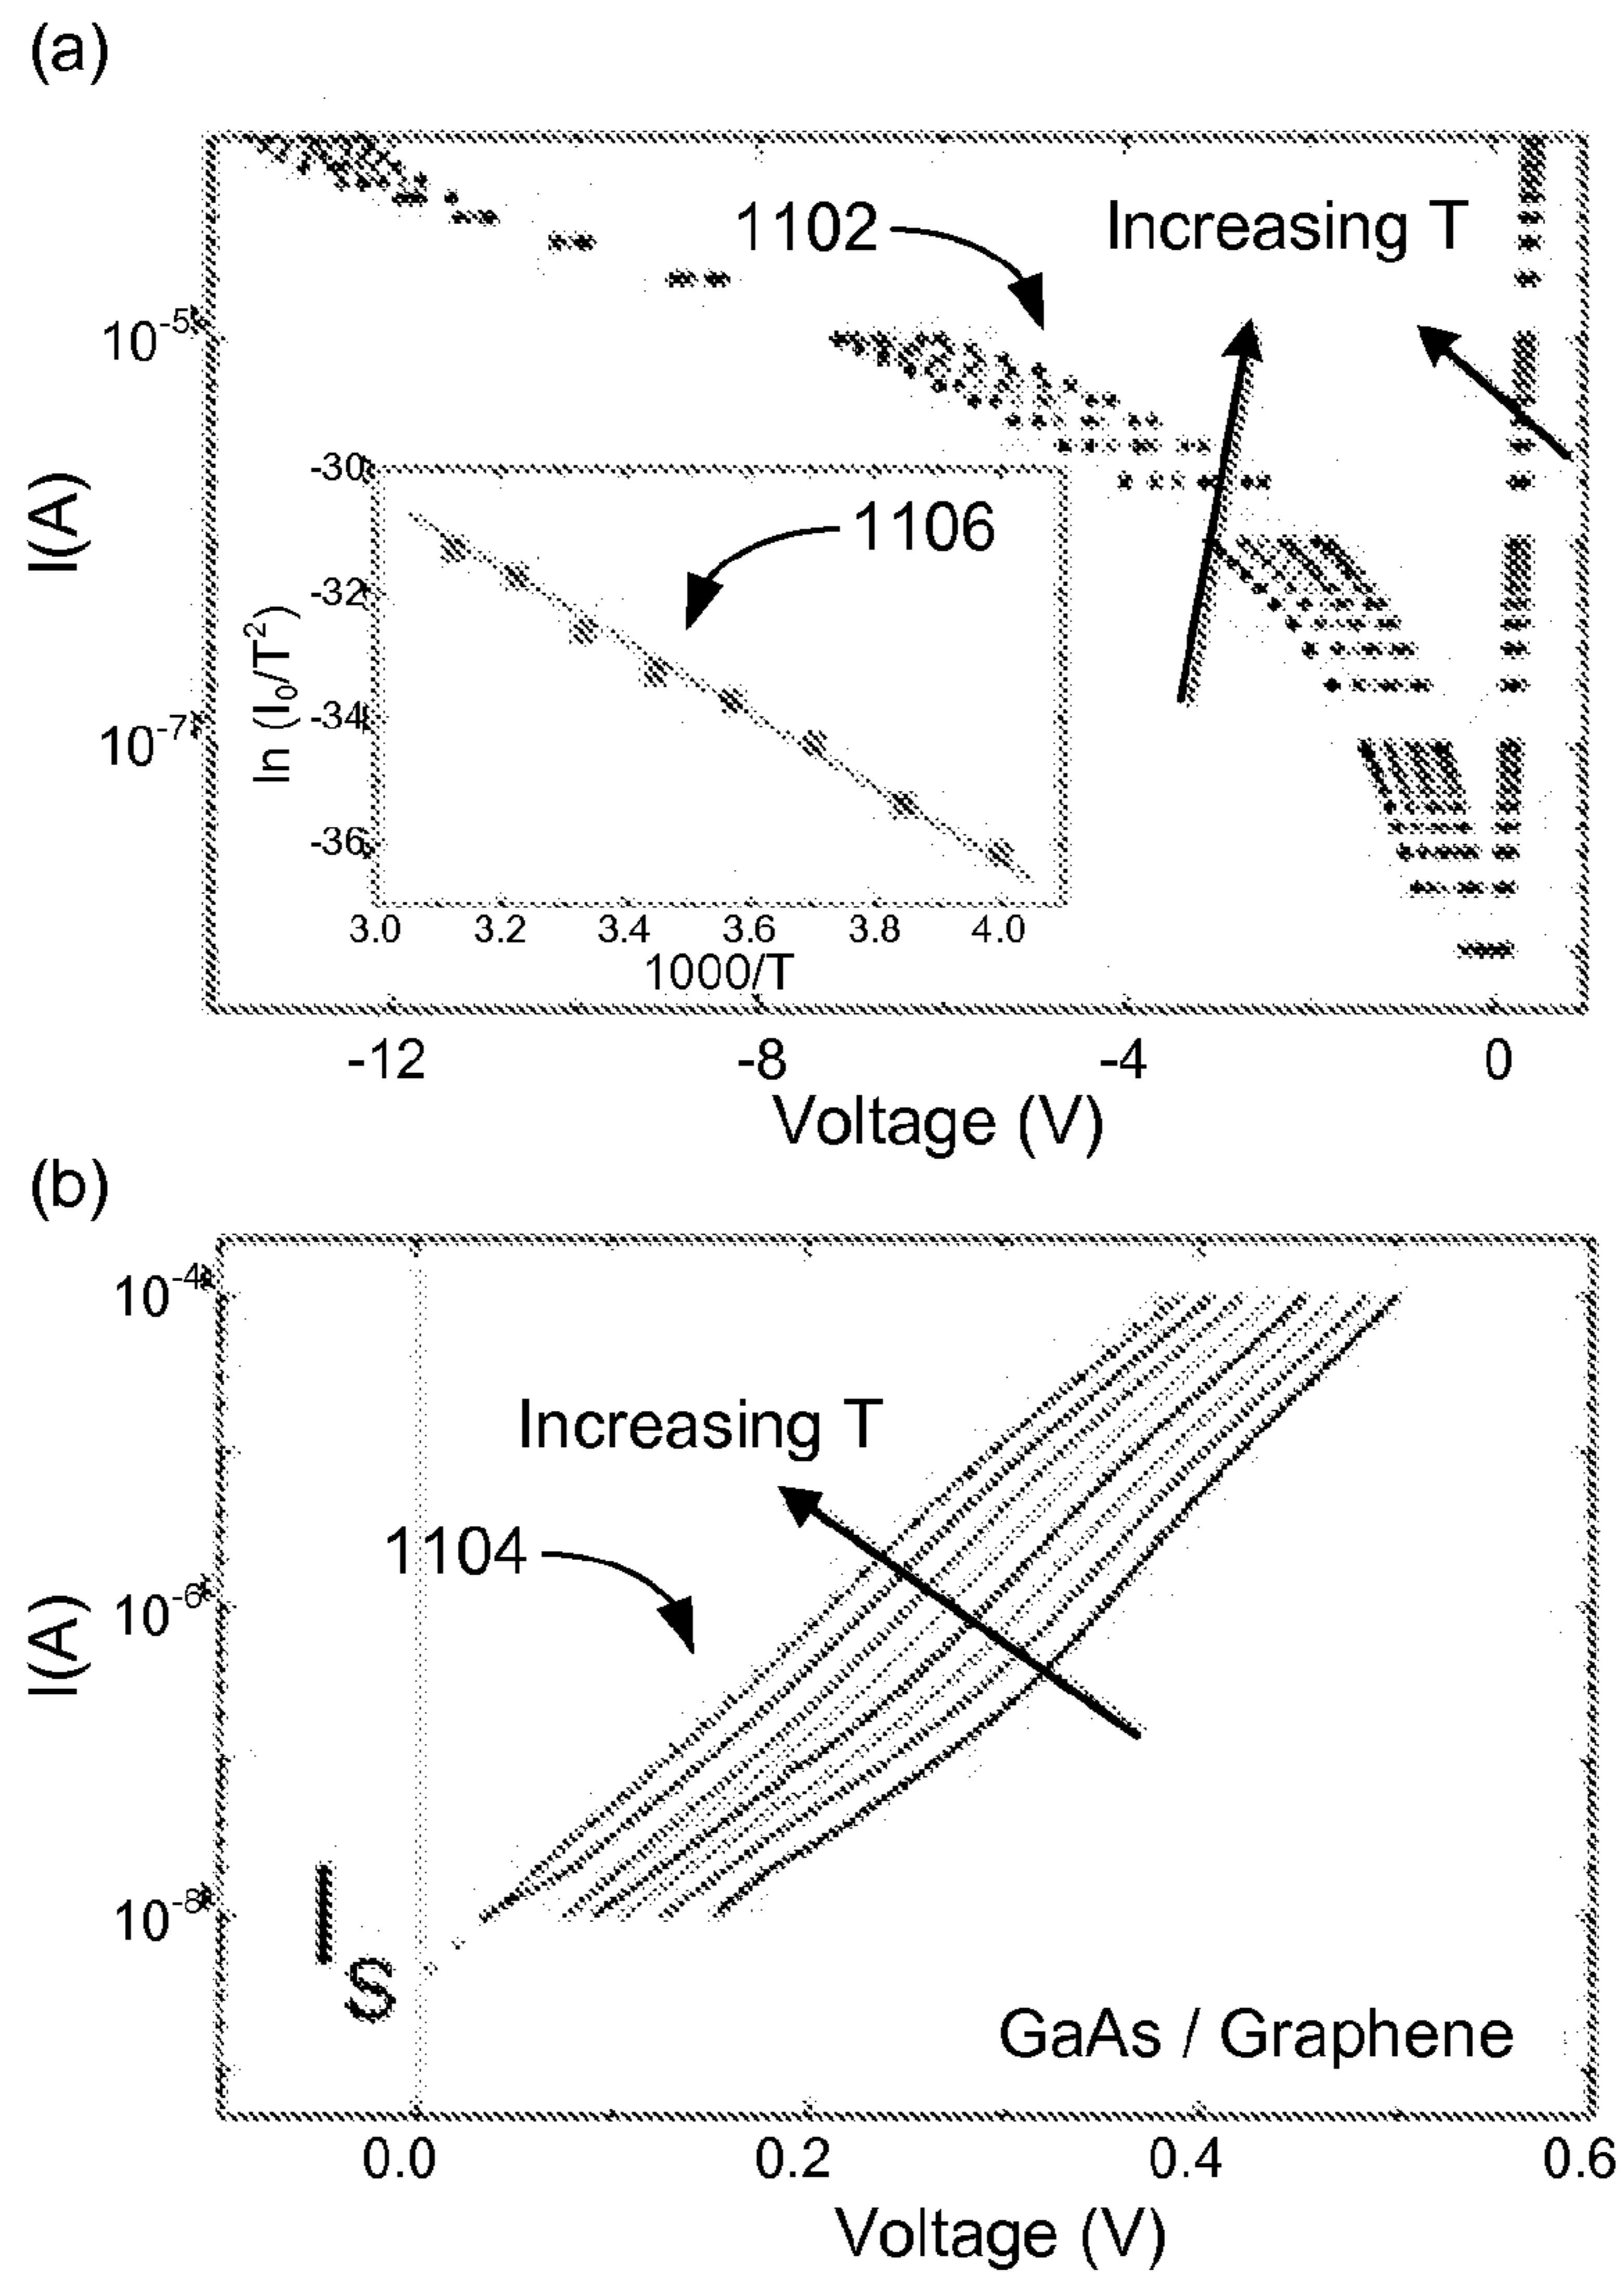 (a)
1102
Increasing T
10^-5
I(A)
-30
1106
-32
ln (I₀/T²)
-34
10^-7
-36
3.0 3.2 3.4 3.6 3.8 4.0
1000/T
-12 -8 -4 0
Voltage (V)
(b)
10^-4
Increasing T
1104
10^-6
I(A)
10^-8
I_S
GaAs / Graphene
0.0 0.2 0.4 0.6
Voltage (V)